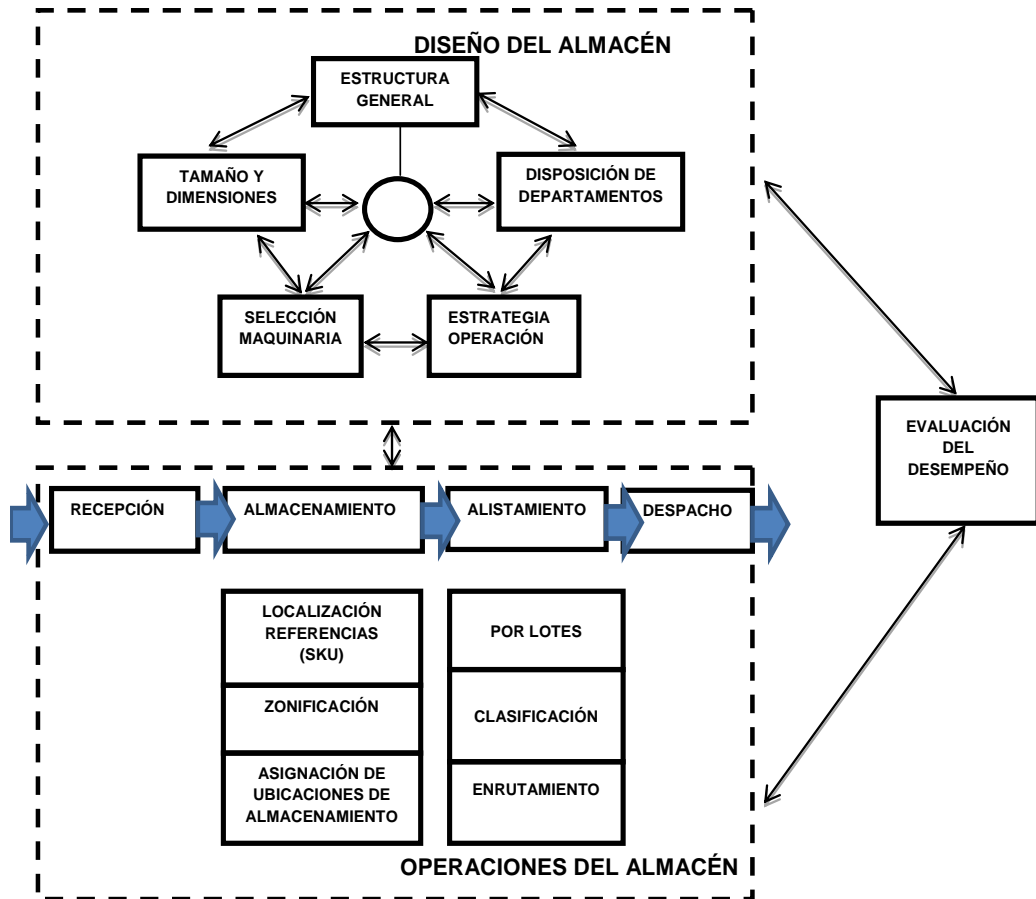 DISEÑO DEL ALMACÉN
ESTRUCTURA
GENERAL
TAMAÑO Y
DIMENSIONES
DISPOSICIÓN DE
DEPARTAMENTOS
SELECCIÓN
MAQUINARIA
ESTRATEGIA
OPERACIÓN
EVALUACIÓN
DEL
DESEMPEÑO
RECEPCIÓN
ALMACENAMIENTO
ALISTAMIENTO
DESPACHO
LOCALIZACIÓN
REFERENCIAS
(SKU)
ZONIFICACIÓN
ASIGNACIÓN DE
UBICACIONES DE
ALMACENAMIENTO
POR LOTES
CLASIFICACIÓN
ENRUTAMIENTO
OPERACIONES DEL ALMACÉN